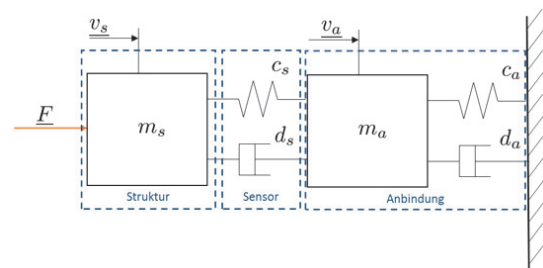 v_s
v_a
c_s
c_a
F
m_s
d_s
m_a
d_a
Struktur
Sensor
Anbindung